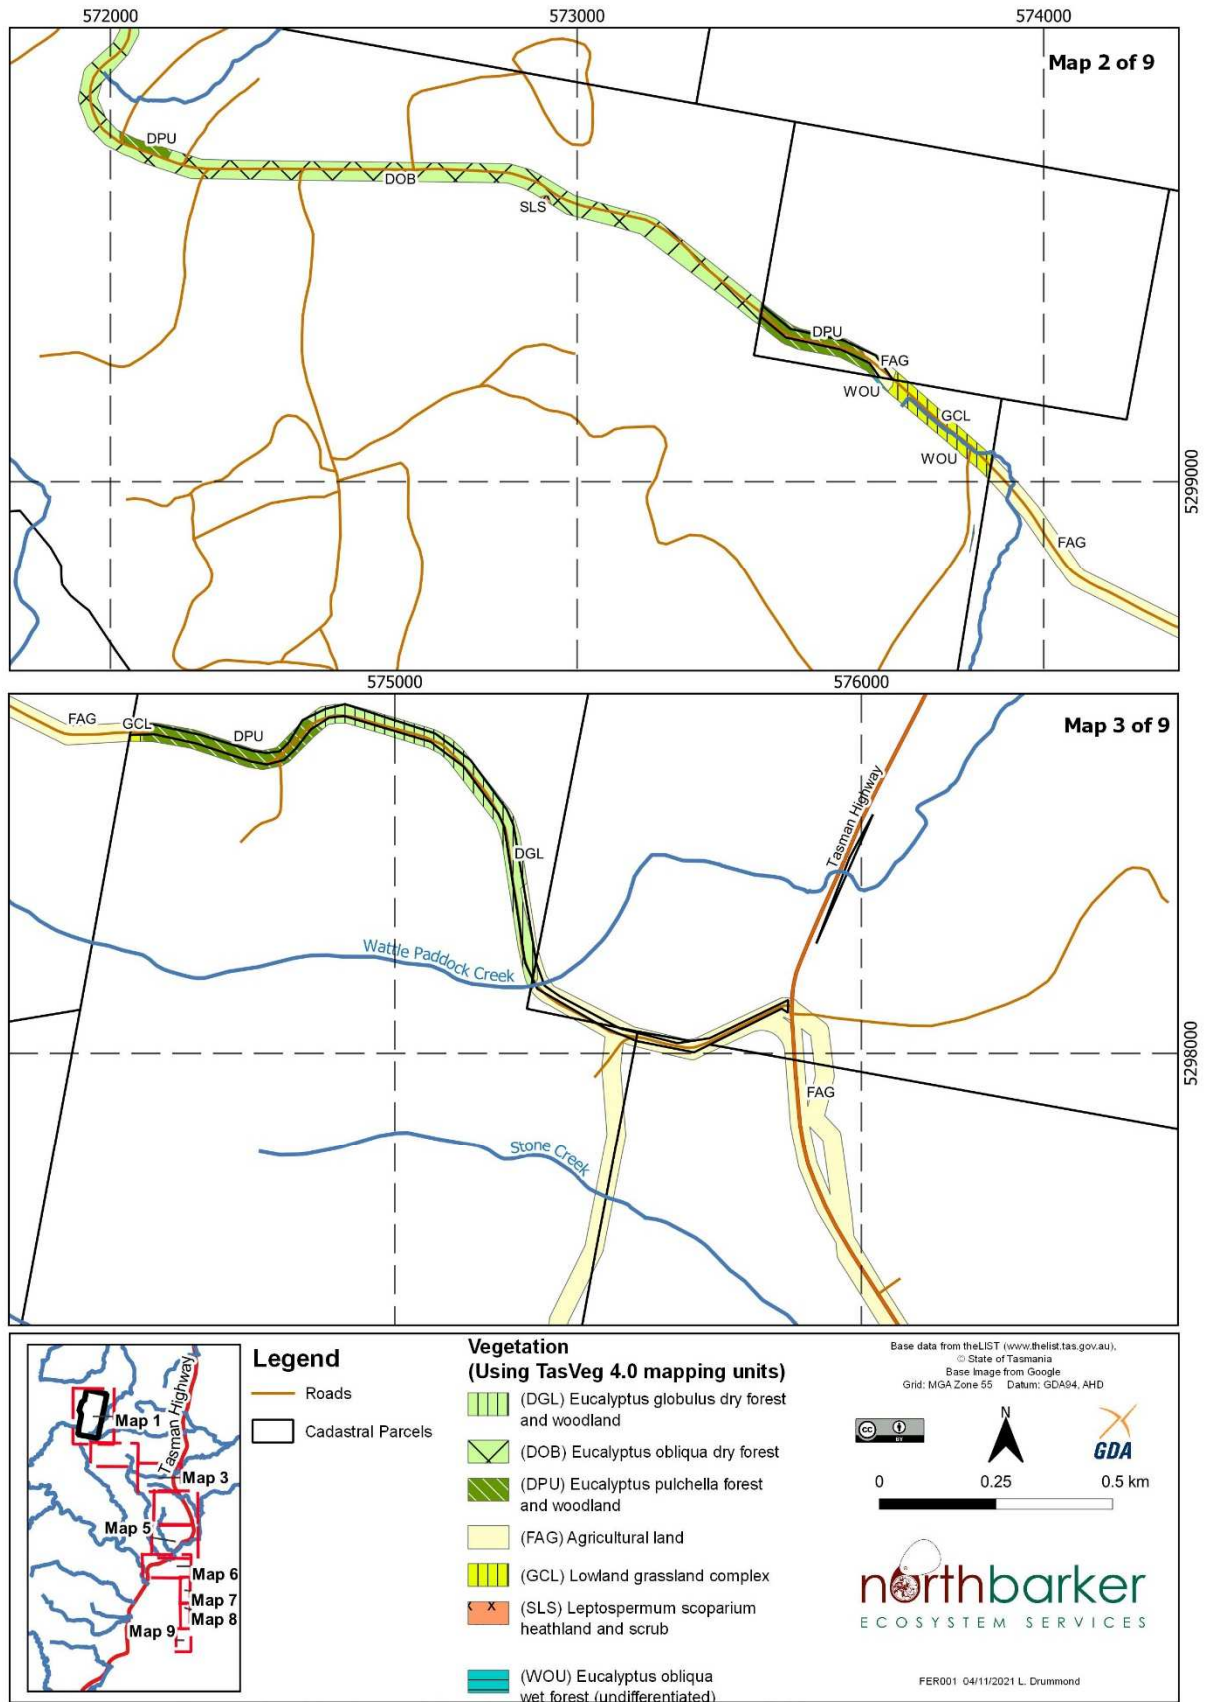 572000
573000
574000
Map 2 of 9
DPU
DOB
SLS
DPU
FAG
WOU
GCL
WOU
5299000
FAG
575000
576000
FAG
GCL
DPU
Map 3 of 9
Tasman Highway
DGL
Wattle Paddock Creek
5298000
FAG
Stone Creek
Tasman Highway
Map 1
Map 3
Map 5
Map 6
Map 7
Map 8
Map 9
Legend
Roads
Cadastral Parcels
Vegetation
(Using TasVeg 4.0 mapping units)
(DGL) Eucalyptus globulus dry forest
and woodland
(DOB) Eucalyptus obliqua dry forest
(DPU) Eucalyptus pulchella forest
and woodland
(FAG) Agricultural land
(GCL) Lowland grassland complex
(SLS) Leptospermum scoparium
heathland and scrub
(WOU) Eucalyptus obliqua
wet forest (undifferentiated)
Base data from theLIST (www.thelist.tas.gov.au),
© State of Tasmania
Base Image from Google
Grid: MGA Zone 55 Datum: GDA94, AHD
cc
BY
N
GDA
0 0.25 0.5 km
northbarker
ECOSYSTEM SERVICES
FER001 04/11/2021 L. Drummond